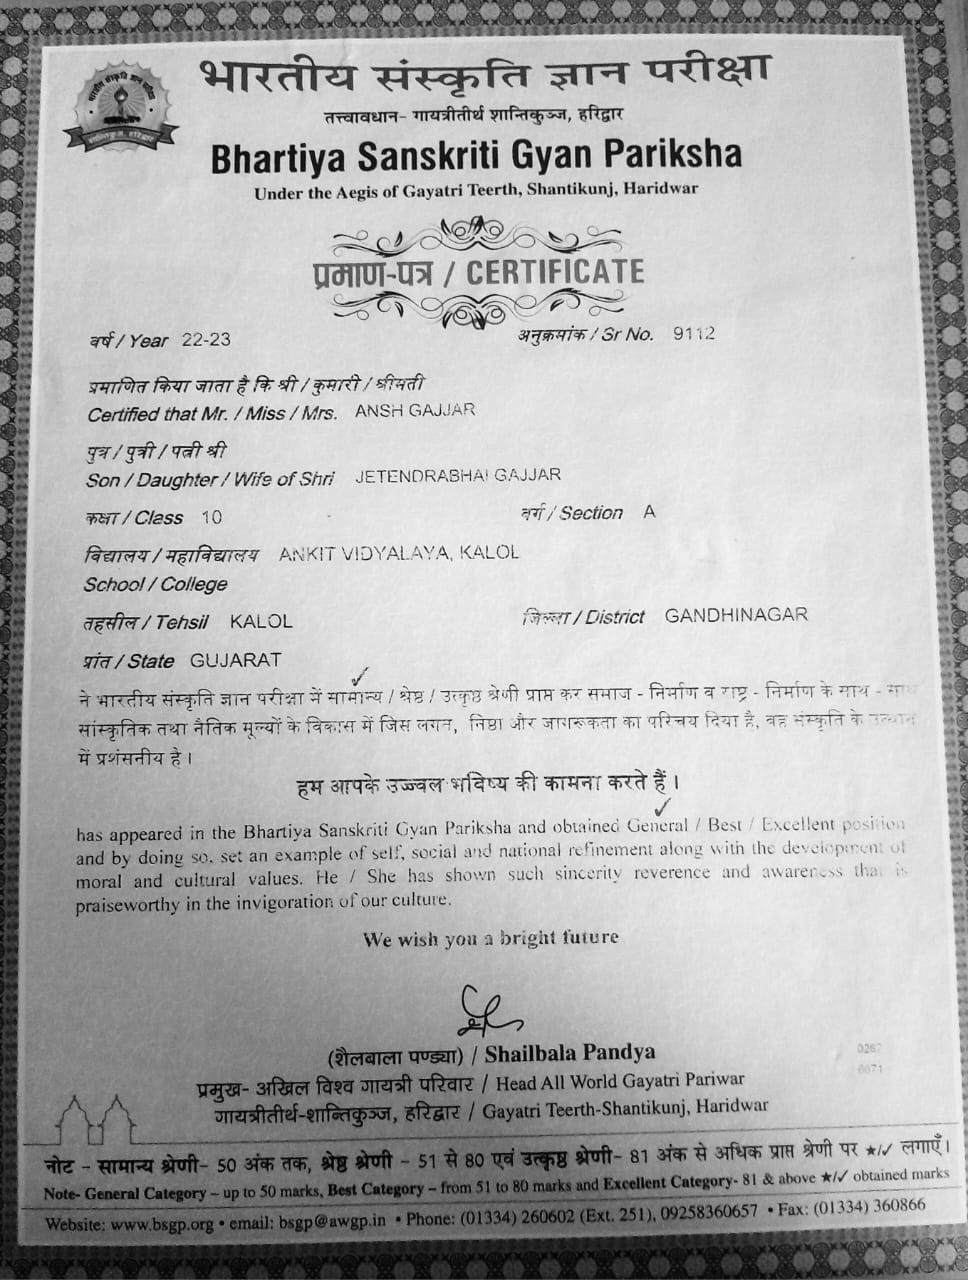 भारतीय संस्कृति ज्ञान परीक्षा
तत्त्वावधान- गायत्रीतीर्थ शान्तिकुञ्ज, हरिद्वार
Bhartiya Sanskriti Gyan Pariksha
Under the Aegis of Gayatri Teerth, Shantikunj, Haridwar
प्रमाण-पत्र / CERTIFICATE
वर्ष / Year 22-23 अनुक्रमांक / Sr No. 9112
प्रमाणित किया जाता है कि श्री / कुमारी / श्रीमती
Certified that Mr. / Miss / Mrs. ANSH GAJJAR
पुत्र / पुत्री / पत्नी श्री
Son / Daughter / Wife of Shri JETENDRABHAI GAJJAR
कक्षा / Class 10 वर्ग / Section A
विद्यालय / महाविद्यालय ANKIT VIDYALAYA, KALOL
School / College
तहसील / Tehsil KALOL जिल्ला / District GANDHINAGAR
प्रांत / State GUJARAT
ने भारतीय संस्कृति ज्ञान परीक्षा में सामान्य / श्रेष्ठ / उत्कृष्ठ श्रेणी प्राप्त कर समाज - निर्माण व राष्ट्र - निर्माण के साथ - साथ
सांस्कृतिक तथा नैतिक मूल्यों के विकास में जिस लगन, निष्ठा और जागरूकता का परिचय दिया है, वह संस्कृति के उत्थान
में प्रशंसनीय है।
हम आपके उज्ज्वल भविष्य की कामना करते हैं।
has appeared in the Bhartiya Sanskriti Gyan Pariksha and obtained General / Best / Excellent position
and by doing so, set an example of self, social and national refinement along with the development of
moral and cultural values. He / She has shown such sincerity reverence and awareness that is
praiseworthy in the invigoration of our culture.
We wish you a bright future
(शैलबाला पण्ड्या) / Shailbala Pandya
प्रमुख- अखिल विश्व गायत्री परिवार / Head All World Gayatri Pariwar
गायत्रीतीर्थ-शान्तिकुञ्ज, हरिद्वार / Gayatri Teerth-Shantikunj, Haridwar
नोट - सामान्य श्रेणी- 50 अंक तक, श्रेष्ठ श्रेणी - 51 से 80 एवं उत्कृष्ठ श्रेणी- 81 अंक से अधिक प्राप्त श्रेणी पर ★/✓ लगाएँ।
Note- General Category – up to 50 marks, Best Category – from 51 to 80 marks and Excellent Category- 81 & above ★/✓ obtained marks
Website: www.bsgp.org • email: bsgp@awgp.in • Phone: (01334) 260602 (Ext. 251), 09258360657 • Fax: (01334) 360866